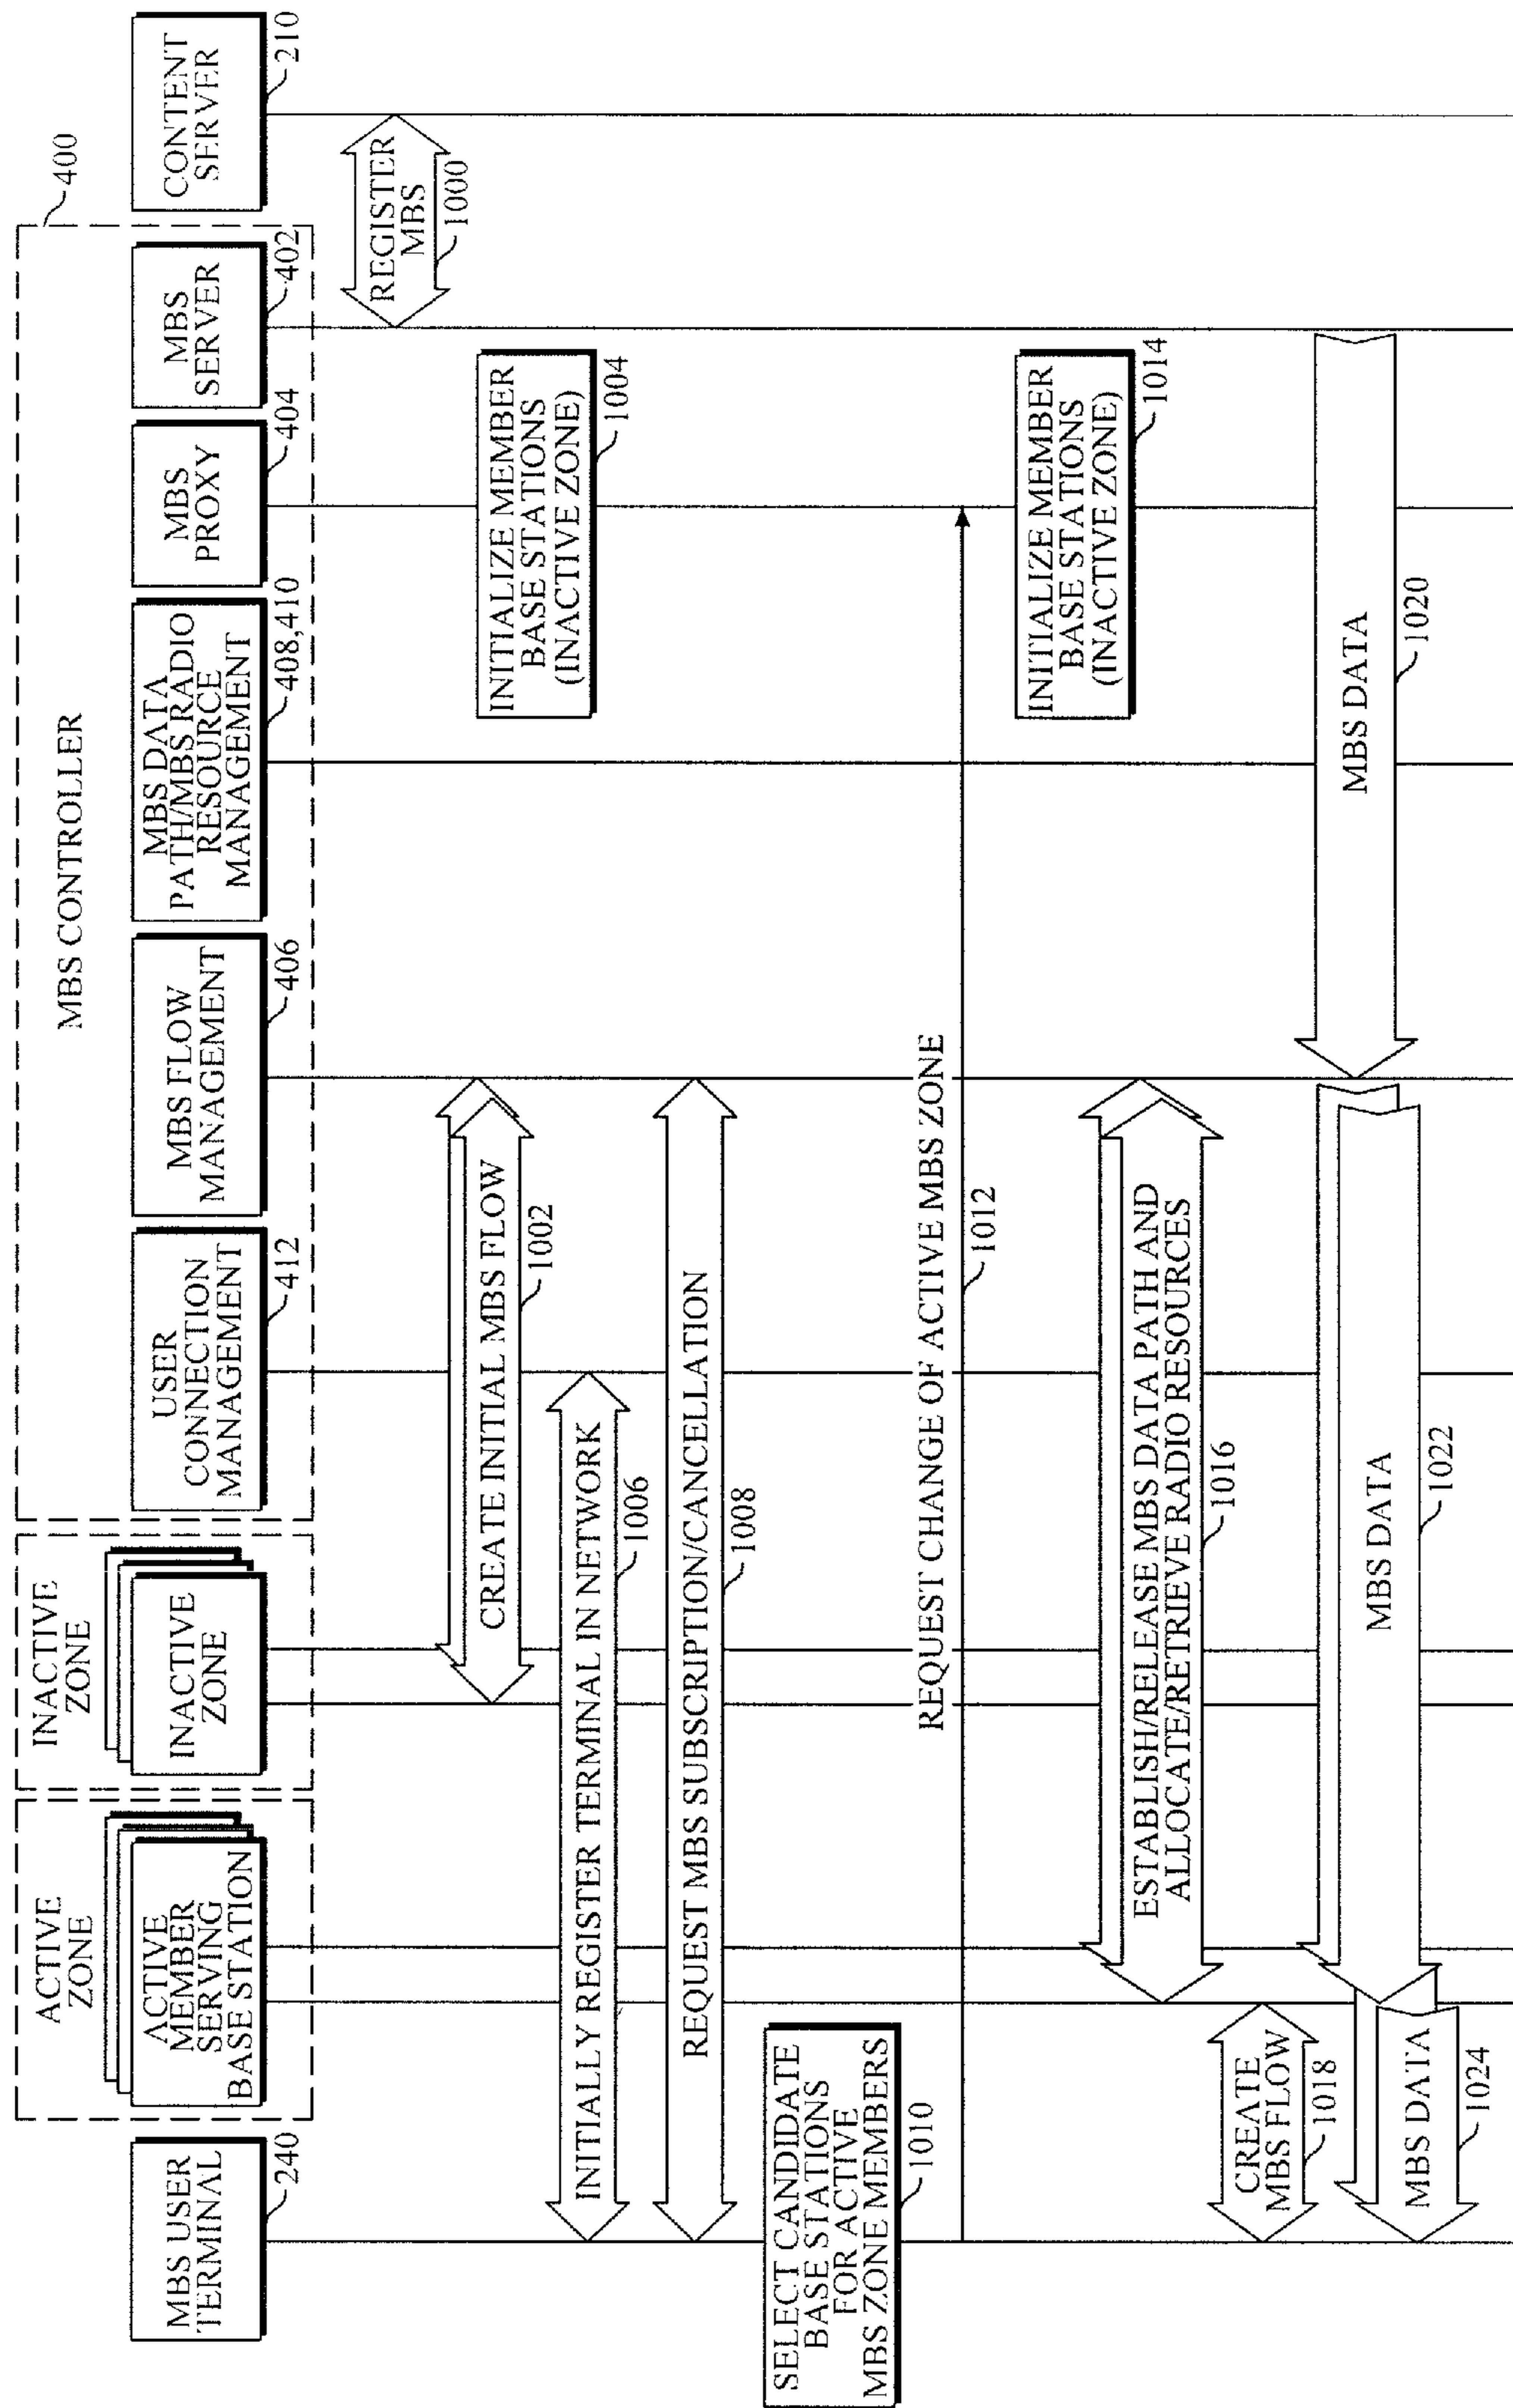 MBS CONTROLLER
400
ACTIVE
ZONE
INACTIVE
ZONE
MBS USER
TERMINAL
240
ACTIVE
MEMBER
SERVING
BASE STATION
INACTIVE
ZONE
USER
CONNECTION
MANAGEMENT
412
MBS FLOW
MANAGEMENT
406
MBS DATA
PATH/MBS RADIO
RESOURCE
MANAGEMENT
408,410
MBS
PROXY
404
MBS
SERVER
402
CONTENT
SERVER
210
REGISTER
MBS
1000
CREATE INITIAL MBS FLOW
1002
INITIALIZE MEMBER
BASE STATIONS
(INACTIVE ZONE)
1004
INITIALLY REGISTER TERMINAL IN NETWORK
1006
REQUEST MBS SUBSCRIPTION/CANCELLATION
1008
SELECT CANDIDATE
BASE STATIONS
FOR ACTIVE
MBS ZONE MEMBERS
1010
REQUEST CHANGE OF ACTIVE MBS ZONE
1012
INITIALIZE MEMBER
BASE STATIONS
(INACTIVE ZONE)
1014
ESTABLISH/RELEASE MBS DATA PATH AND
ALLOCATE/RETRIEVE RADIO RESOURCES
1016
CREATE
MBS FLOW
1018
MBS DATA
1020
MBS DATA
1022
MBS DATA
1024